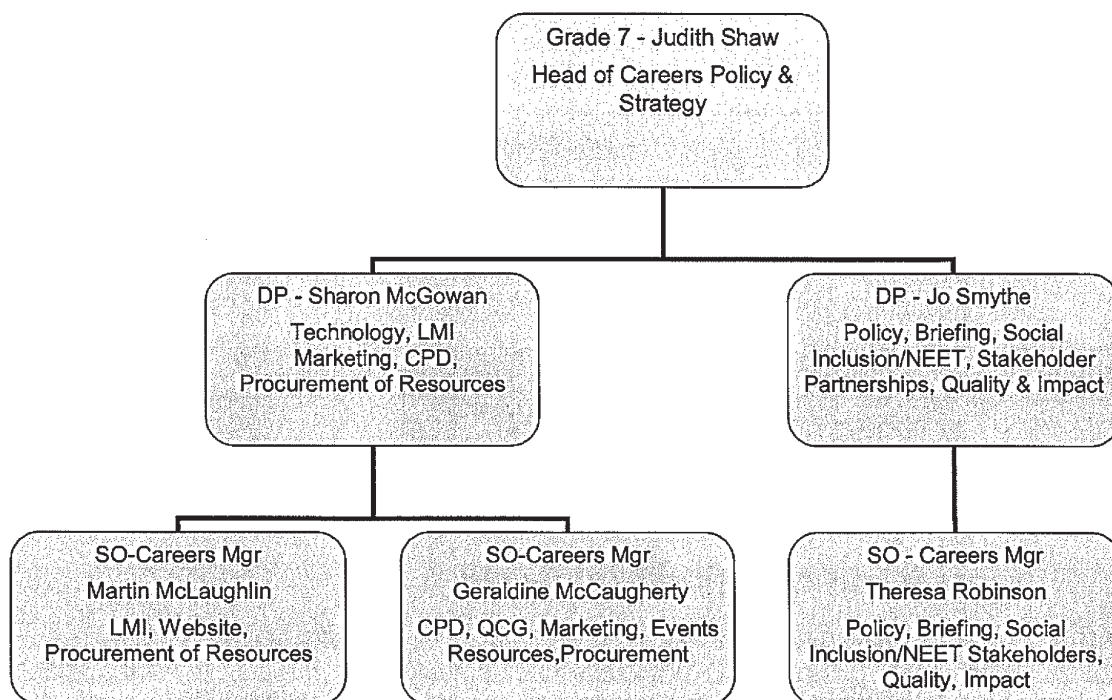 Grade 7 - Judith Shaw
Head of Careers Policy &
Strategy
DP - Sharon McGowan
Technology, LMI
Marketing, CPD,
Procurement of Resources
DP - Jo Smythe
Policy, Briefing, Social
Inclusion/NEET, Stakeholder
Partnerships, Quality & Impact
SO-Careers Mgr
Martin McLaughlin
LMI, Website,
Procurement of Resources
SO-Careers Mgr
Geraldine McCaugherty
CPD, QCG, Marketing, Events
Resources,Procurement
SO - Careers Mgr
Theresa Robinson
Policy, Briefing, Social
Inclusion/NEET Stakeholders,
Quality, Impact